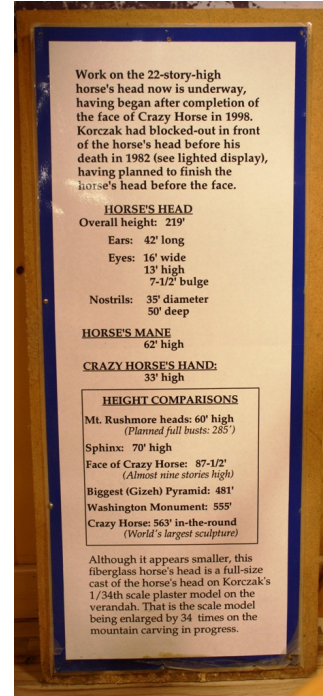 Work on the 22-story-high
horse's head now is underway,
having began after completion of
the face of Crazy Horse in 1998.
Korczak had blocked-out in front
of the horse's head before his
death in 1982 (see lighted display),
having planned to finish the
horse's head before the face.
HORSE'S HEAD
Overall height: 219'
Ears: 42' long
Eyes: 16' wide
13' high
7-1/2' bulge
Nostrils: 35' diameter
50' deep
HORSE'S MANE
62' high
CRAZY HORSE'S HAND:
33' high
HEIGHT COMPARISONS
Mt. Rushmore heads: 60' high
(Planned full busts: 285')
Sphinx: 70' high
Face of Crazy Horse: 87-1/2'
(Almost nine stories high)
Biggest (Gizeh) Pyramid: 481'
Washington Monument: 555'
Crazy Horse: 563' in-the-round
(World's largest sculpture)
Although it appears smaller, this
fiberglass horse's head is a full-size
cast of the horse's head on Korczak's
1/34th scale plaster model on the
verandah. That is the scale model
being enlarged by 34 times on the
mountain carving in progress.